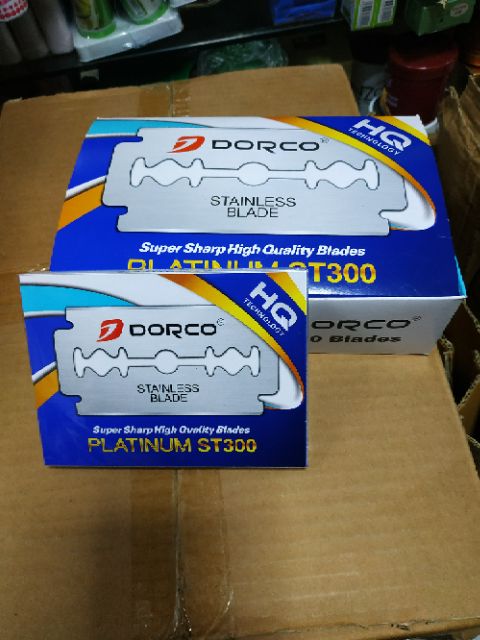 DORCO®
HQ
TECHNOLOGY
STAINLESS
BLADE
Super Sharp High Quality Blades
PLATINUM ST300
DORCO®
0 Blades
DORCO®
HQ
TECHNOLOGY
STAINLESS
BLADE
Super Sharp High Quality Blades
PLATINUM ST300